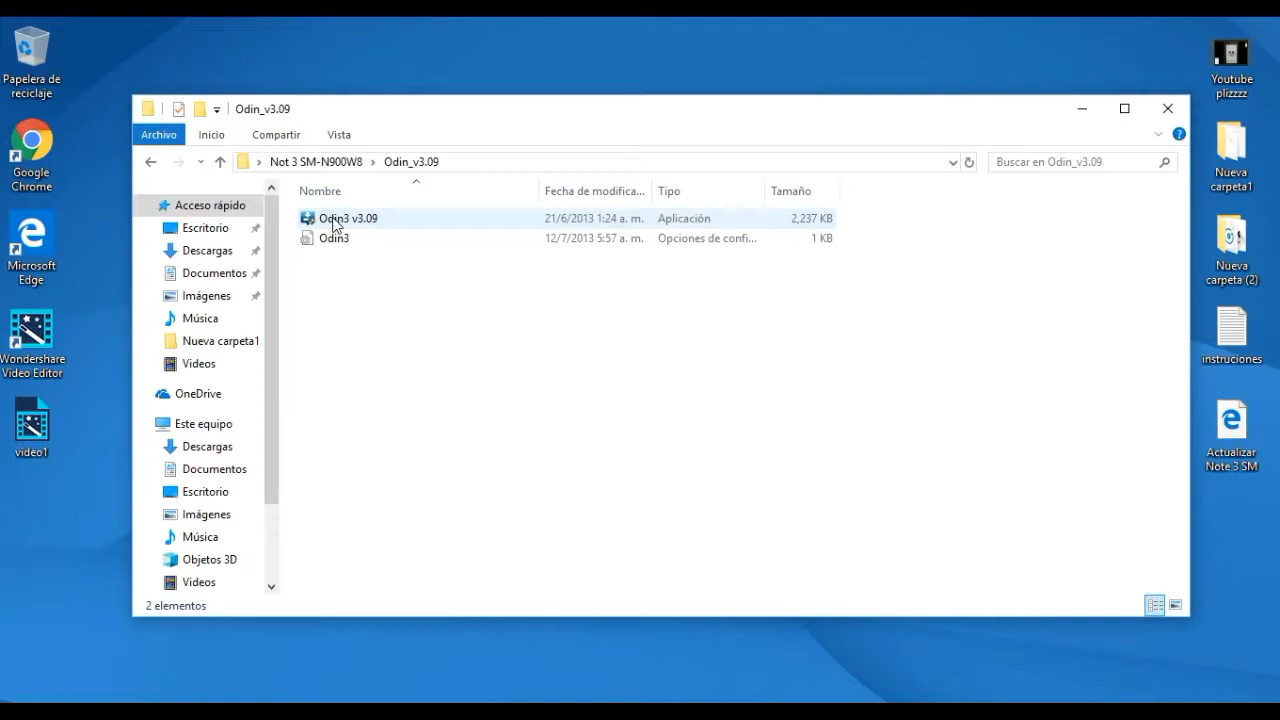 Papelera de
reciclaje
Google
Chrome
Microsoft
Edge
Wondershare
Video Editor
video1
Odin_v3.09
Archivo
Inicio
Compartir
Vista
Not 3 SM-N900W8
Odin_v3.09
Buscar en Odin_v3.09
Nombre
Fecha de modifica...
Tipo
Tamaño
Odin3 v3.09
21/6/2013 1:24 a. m.
Aplicación
2,237 KB
Odin3
12/7/2013 5:57 a. m.
Opciones de confi...
1 KB
Acceso rápido
Escritorio
Descargas
Documentos
Imágenes
Música
Nueva carpeta1
Videos
OneDrive
Este equipo
Descargas
Documentos
Escritorio
Imágenes
Música
Objetos 3D
Videos
2 elementos
Youtube
plizzzz
Nueva
carpeta1
Nueva
carpeta (2)
instruciones
Actualizar
Note 3 SM